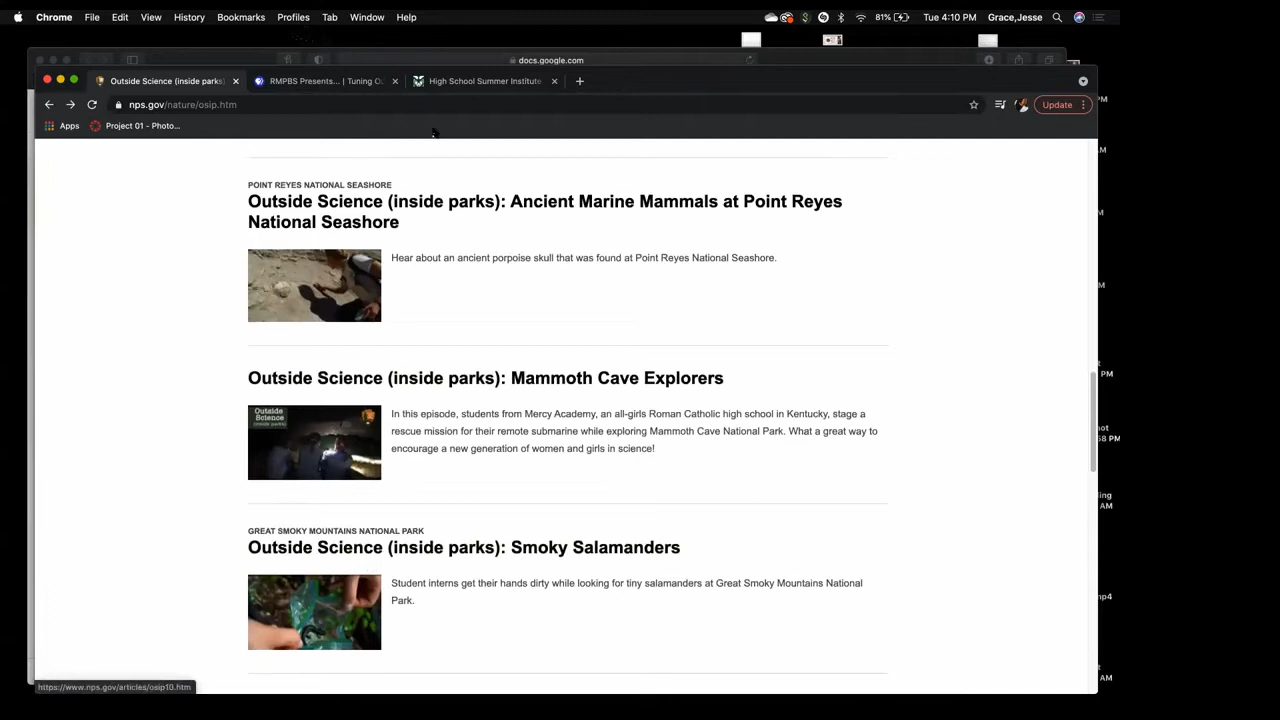 Chrome File Edit View History Bookmarks Profiles Tab Window Help 81% Tue 4:10 PM Grace,Jesse
docs.google.com
Outside Science (inside parks) RMPBS Presents... | Tuning O High School Summer Institute
nps.gov/nature/osip.htm Update
Apps Project 01 - Photo...
POINT REYES NATIONAL SEASHORE
Outside Science (inside parks): Ancient Marine Mammals at Point Reyes
National Seashore
Hear about an ancient porpoise skull that was found at Point Reyes National Seashore.
Outside Science (inside parks): Mammoth Cave Explorers
Outside
Science
(inside parks)
In this episode, students from Mercy Academy, an all-girls Roman Catholic high school in Kentucky, stage a
rescue mission for their remote submarine while exploring Mammoth Cave National Park. What a great way to
encourage a new generation of women and girls in science!
GREAT SMOKY MOUNTAINS NATIONAL PARK
Outside Science (inside parks): Smoky Salamanders
Student interns get their hands dirty while looking for tiny salamanders at Great Smoky Mountains National
Park.
https://www.nps.gov/articles/osip10.htm
PM
AM
M
AM
M
PM
PM
AM
mp4
AM